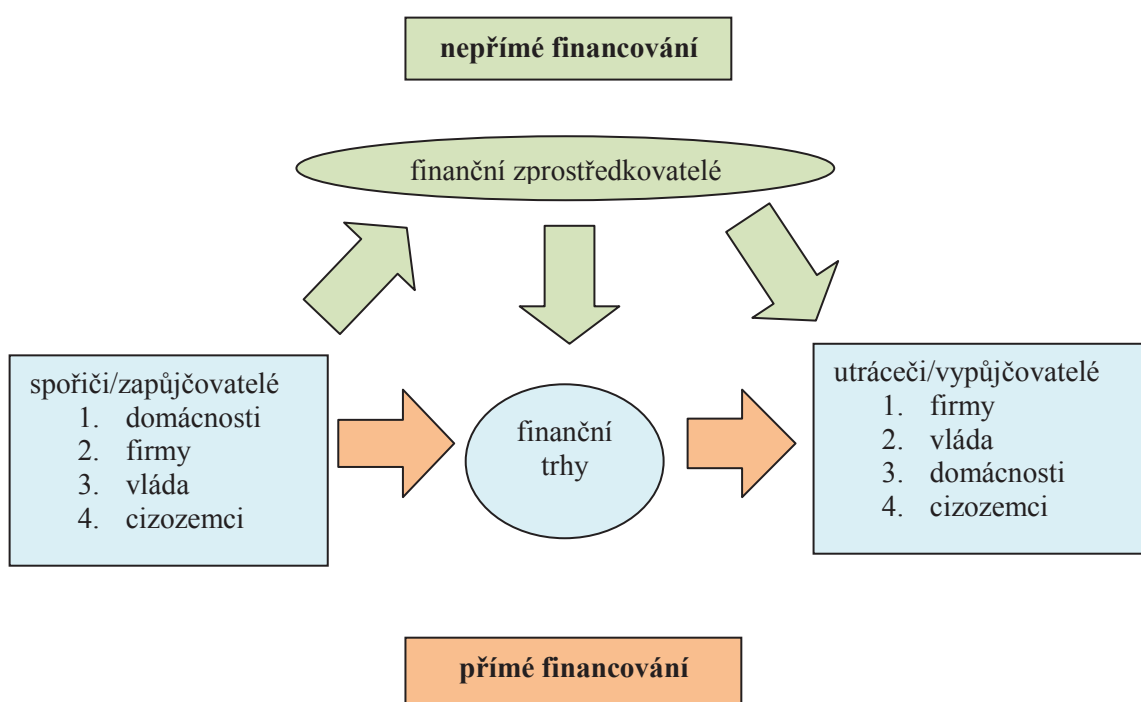 nepřímé financování
finanční zprostředkovatelé
spořiči/zapůjčovatelé
1. domácnosti
2. firmy
3. vláda
4. cizozemci
finanční
trhy
utráceči/vypůjčovatelé
1. firmy
2. vláda
3. domácnosti
4. cizozemci
přímé financování